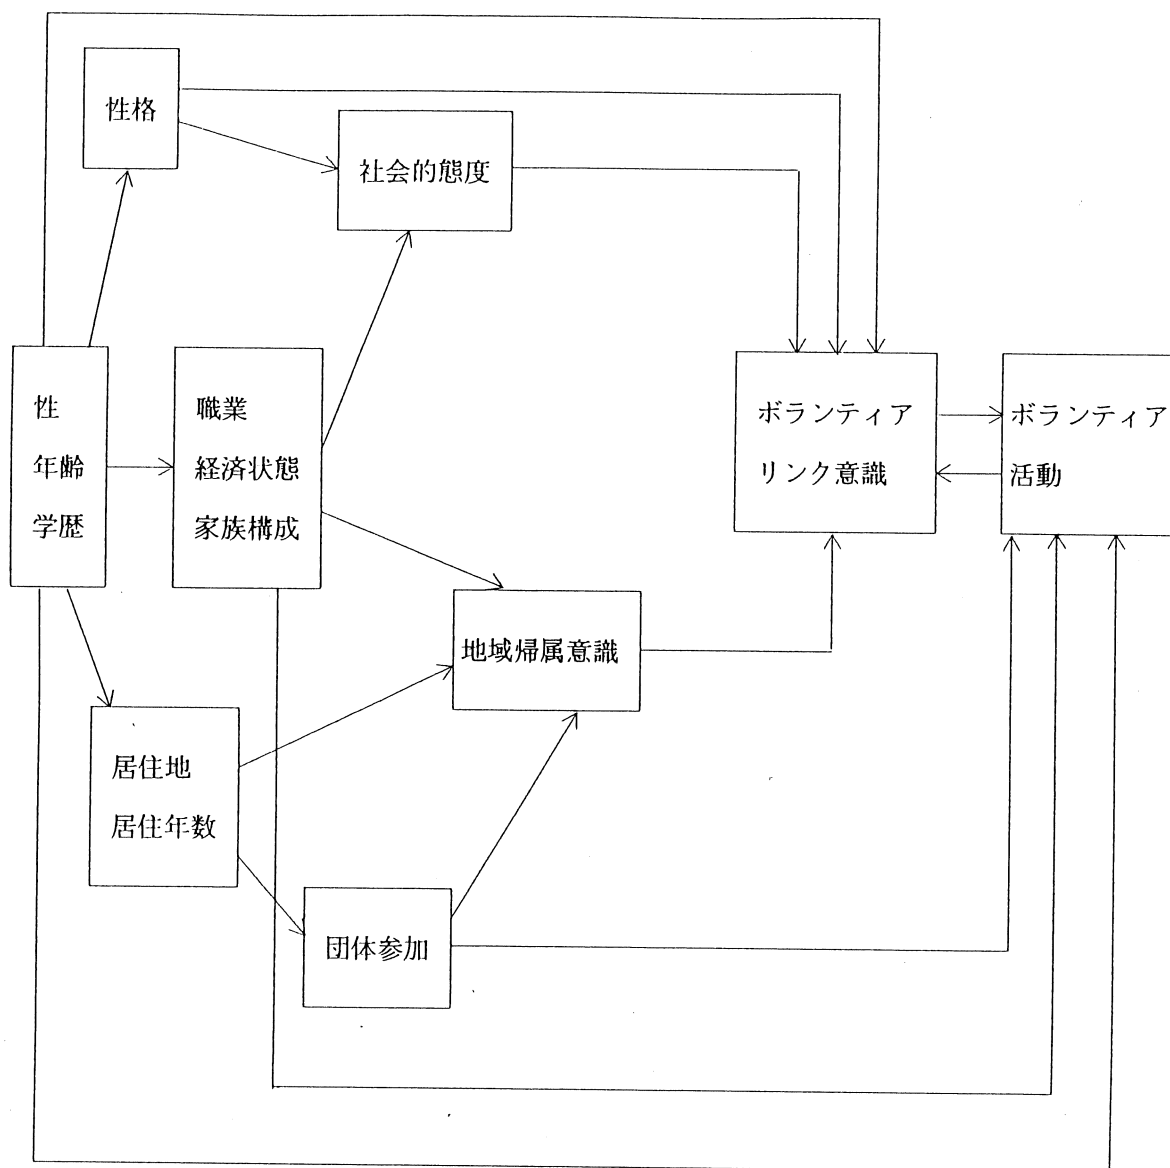 性格
社会的態度
性
年齢
学歴
職業
経済状態
家族構成
ボランティア
リンク意識
ボランティア
活動
地域帰属意識
居住地
居住年数
団体参加